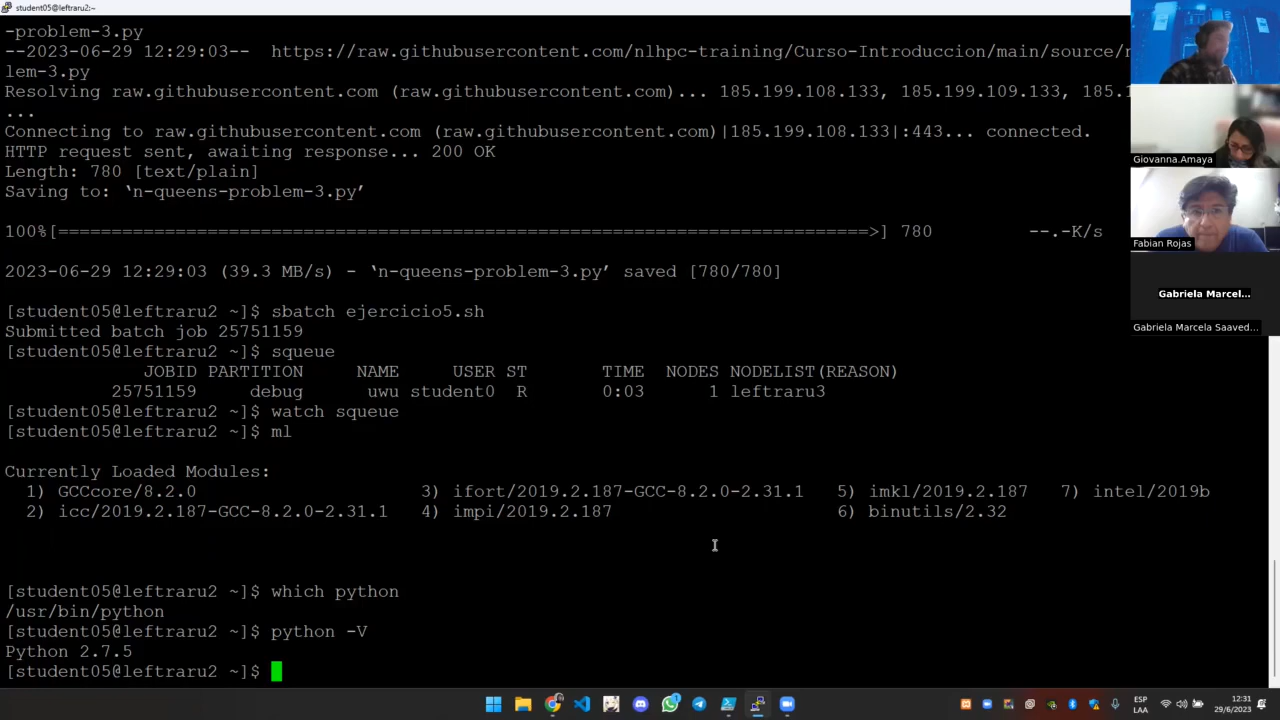 student05@leftraru2:~
-problem-3.py
--2023-06-29 12:29:03--  https://raw.githubusercontent.com/nlhpc-training/Curso-Introduccion/main/source/n
lem-3.py
Resolving raw.githubusercontent.com (raw.githubusercontent.com)... 185.199.108.133, 185.199.109.133, 185.1
...
Connecting to raw.githubusercontent.com (raw.githubusercontent.com)|185.199.108.133|:443... connected.
HTTP request sent, awaiting response... 200 OK
Length: 780 [text/plain]
Saving to: ‘n-queens-problem-3.py’
100%[=============================================================================>] 780 --.-K/s
2023-06-29 12:29:03 (39.3 MB/s) - ‘n-queens-problem-3.py’ saved [780/780]
[student05@leftraru2 ~]$ sbatch ejercicio5.sh
Submitted batch job 25751159
[student05@leftraru2 ~]$ squeue
JOBID PARTITION NAME USER ST TIME NODES NODELIST(REASON)
25751159 debug uwu student0 R 0:03 1 leftraru3
[student05@leftraru2 ~]$ watch squeue
[student05@leftraru2 ~]$ ml
Currently Loaded Modules:
1) GCCcore/8.2.0 3) ifort/2019.2.187-GCC-8.2.0-2.31.1 5) imkl/2019.2.187 7) intel/2019b
2) icc/2019.2.187-GCC-8.2.0-2.31.1 4) impi/2019.2.187 6) binutils/2.32
[student05@leftraru2 ~]$ which python
/usr/bin/python
[student05@leftraru2 ~]$ python -V
Python 2.7.5
[student05@leftraru2 ~]$
Giovanna.Amaya
Fabian Rojas
Gabriela Marcel...
Gabriela Marcela Saaved...
1
ESP
LAA
12:31
29/6/2023